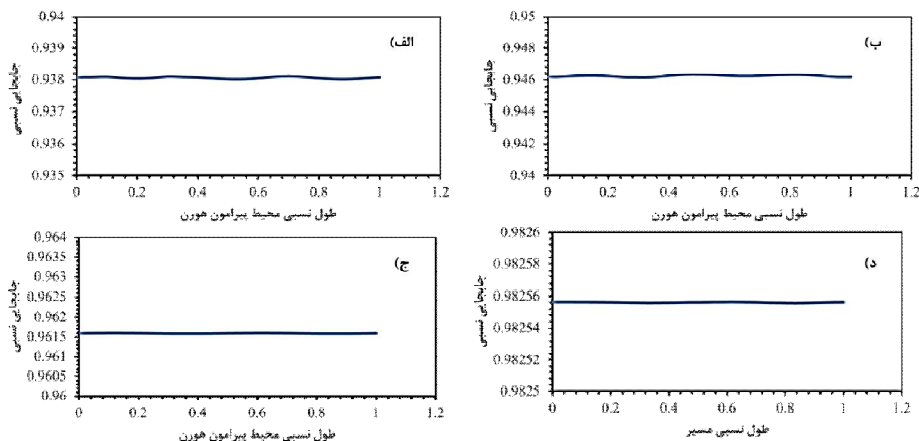 الف)
0.94
0.939
0.938
0.937
0.936
0.935
0 0.2 0.4 0.6 0.8 1 1.2
جابجایی نسبی
طول نسبی محیط پیرامون هورن
ب)
0.95
0.948
0.946
0.944
0.942
0.94
0 0.2 0.4 0.6 0.8 1 1.2
جابجایی نسبی
طول نسبی محیط پیرامون هورن
ج)
0.964
0.9635
0.963
0.9625
0.962
0.9615
0.961
0.9605
0.96
0 0.2 0.4 0.6 0.8 1 1.2
جابجایی نسبی
طول نسبی محیط پیرامون هورن
د)
0.9826
0.98258
0.98256
0.98254
0.98252
0.9825
0 0.2 0.4 0.6 0.8 1 1.2
جابجایی نسبی
طول نسبی مسیر